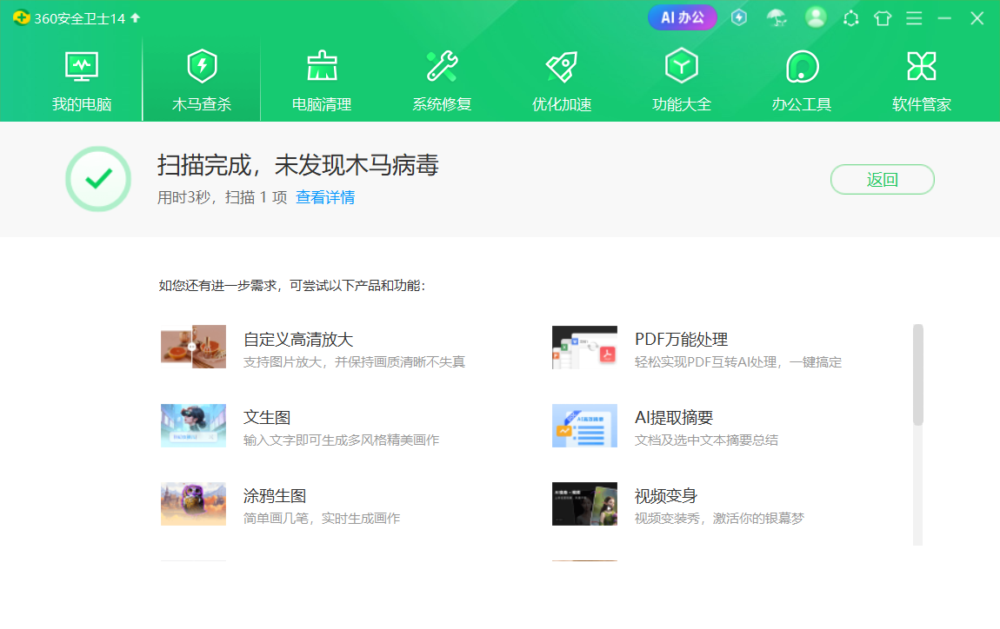 360安全卫士14
AI 办公
我的电脑
木马查杀
电脑清理
系统修复
优化加速
功能大全
办公工具
软件管家
扫描完成，未发现木马病毒
用时3秒，扫描 1 项 查看详情
返回
如您还有进一步需求，可尝试以下产品和功能：
自定义高清放大
支持图片放大，并保持画质清晰不失真
PDF万能处理
轻松实现PDF互转AI处理，一键搞定
文生图
输入文字即可生成多风格精美画作
AI提取摘要
文档及选中文本摘要总结
涂鸦生图
简单画几笔，实时生成画作
视频变身
视频变装秀，激活你的银幕梦